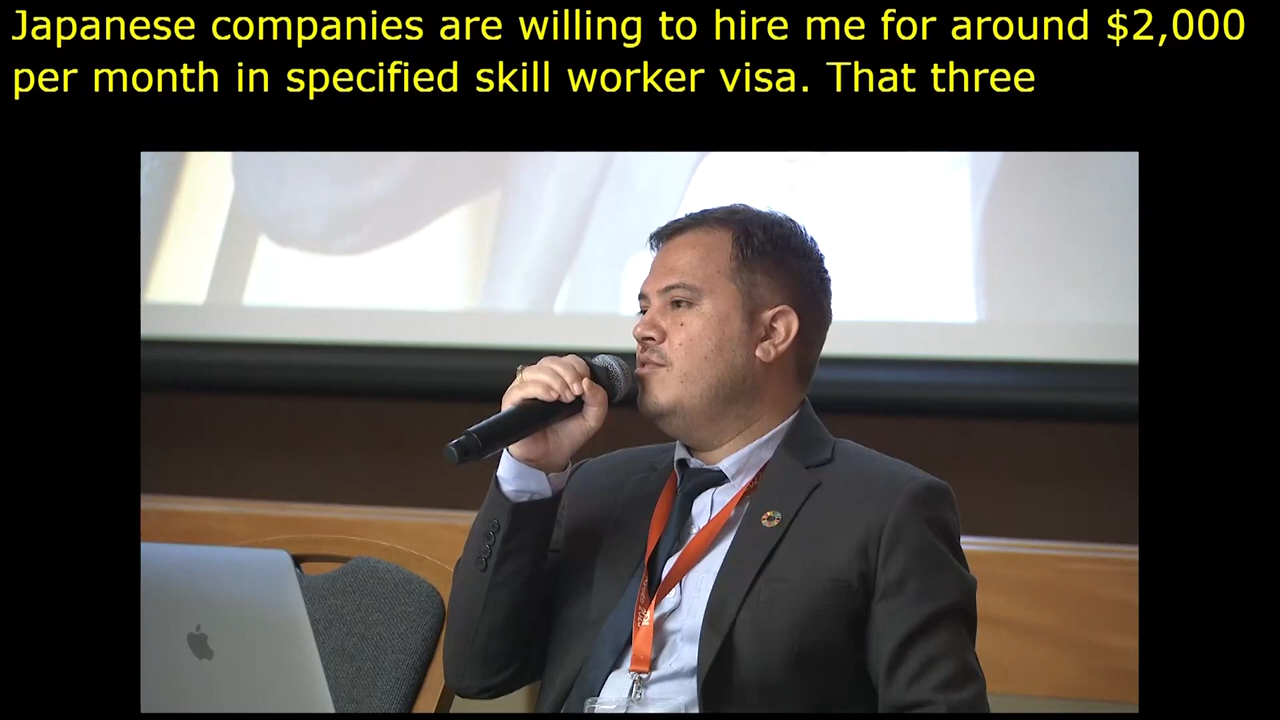 Japanese companies are willing to hire me for around $2,000
per month in specified skill worker visa. That three